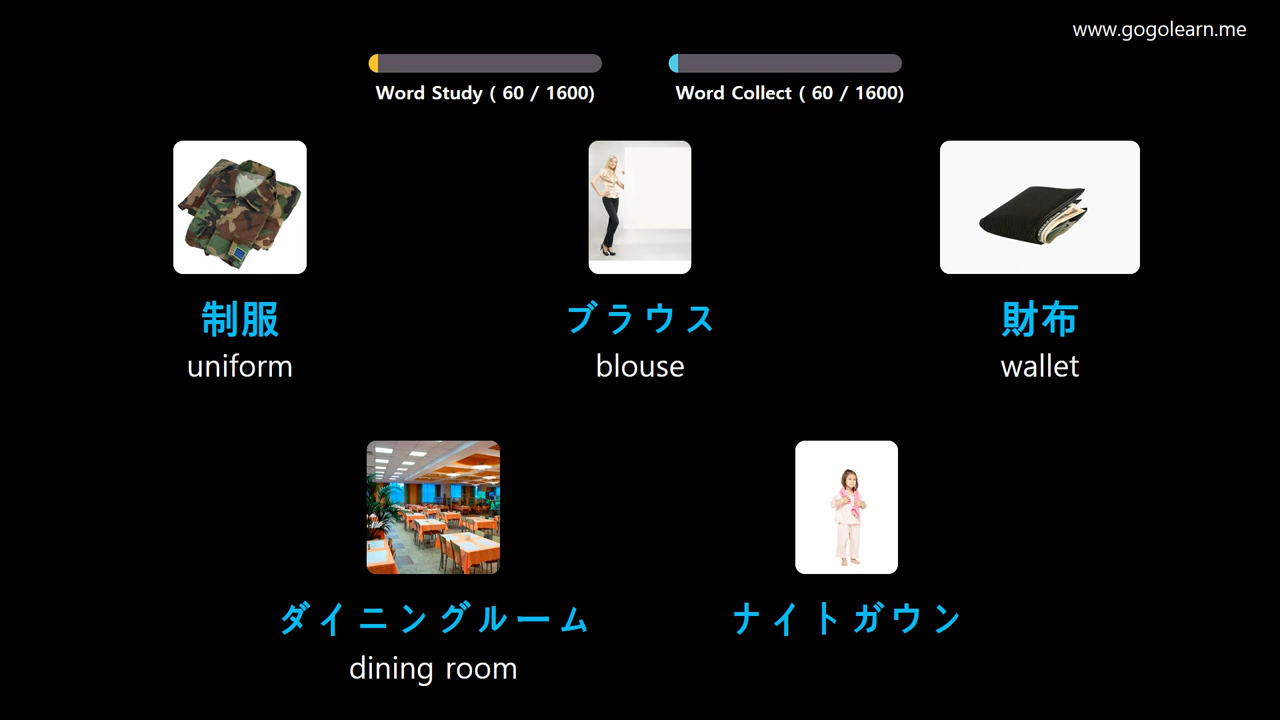 www.gogolearn.me
Word Study ( 60 / 1600)
Word Collect ( 60 / 1600)
制服
uniform
ブラウス
blouse
財布
wallet
ダイニングルーム
dining room
ナイトガウン